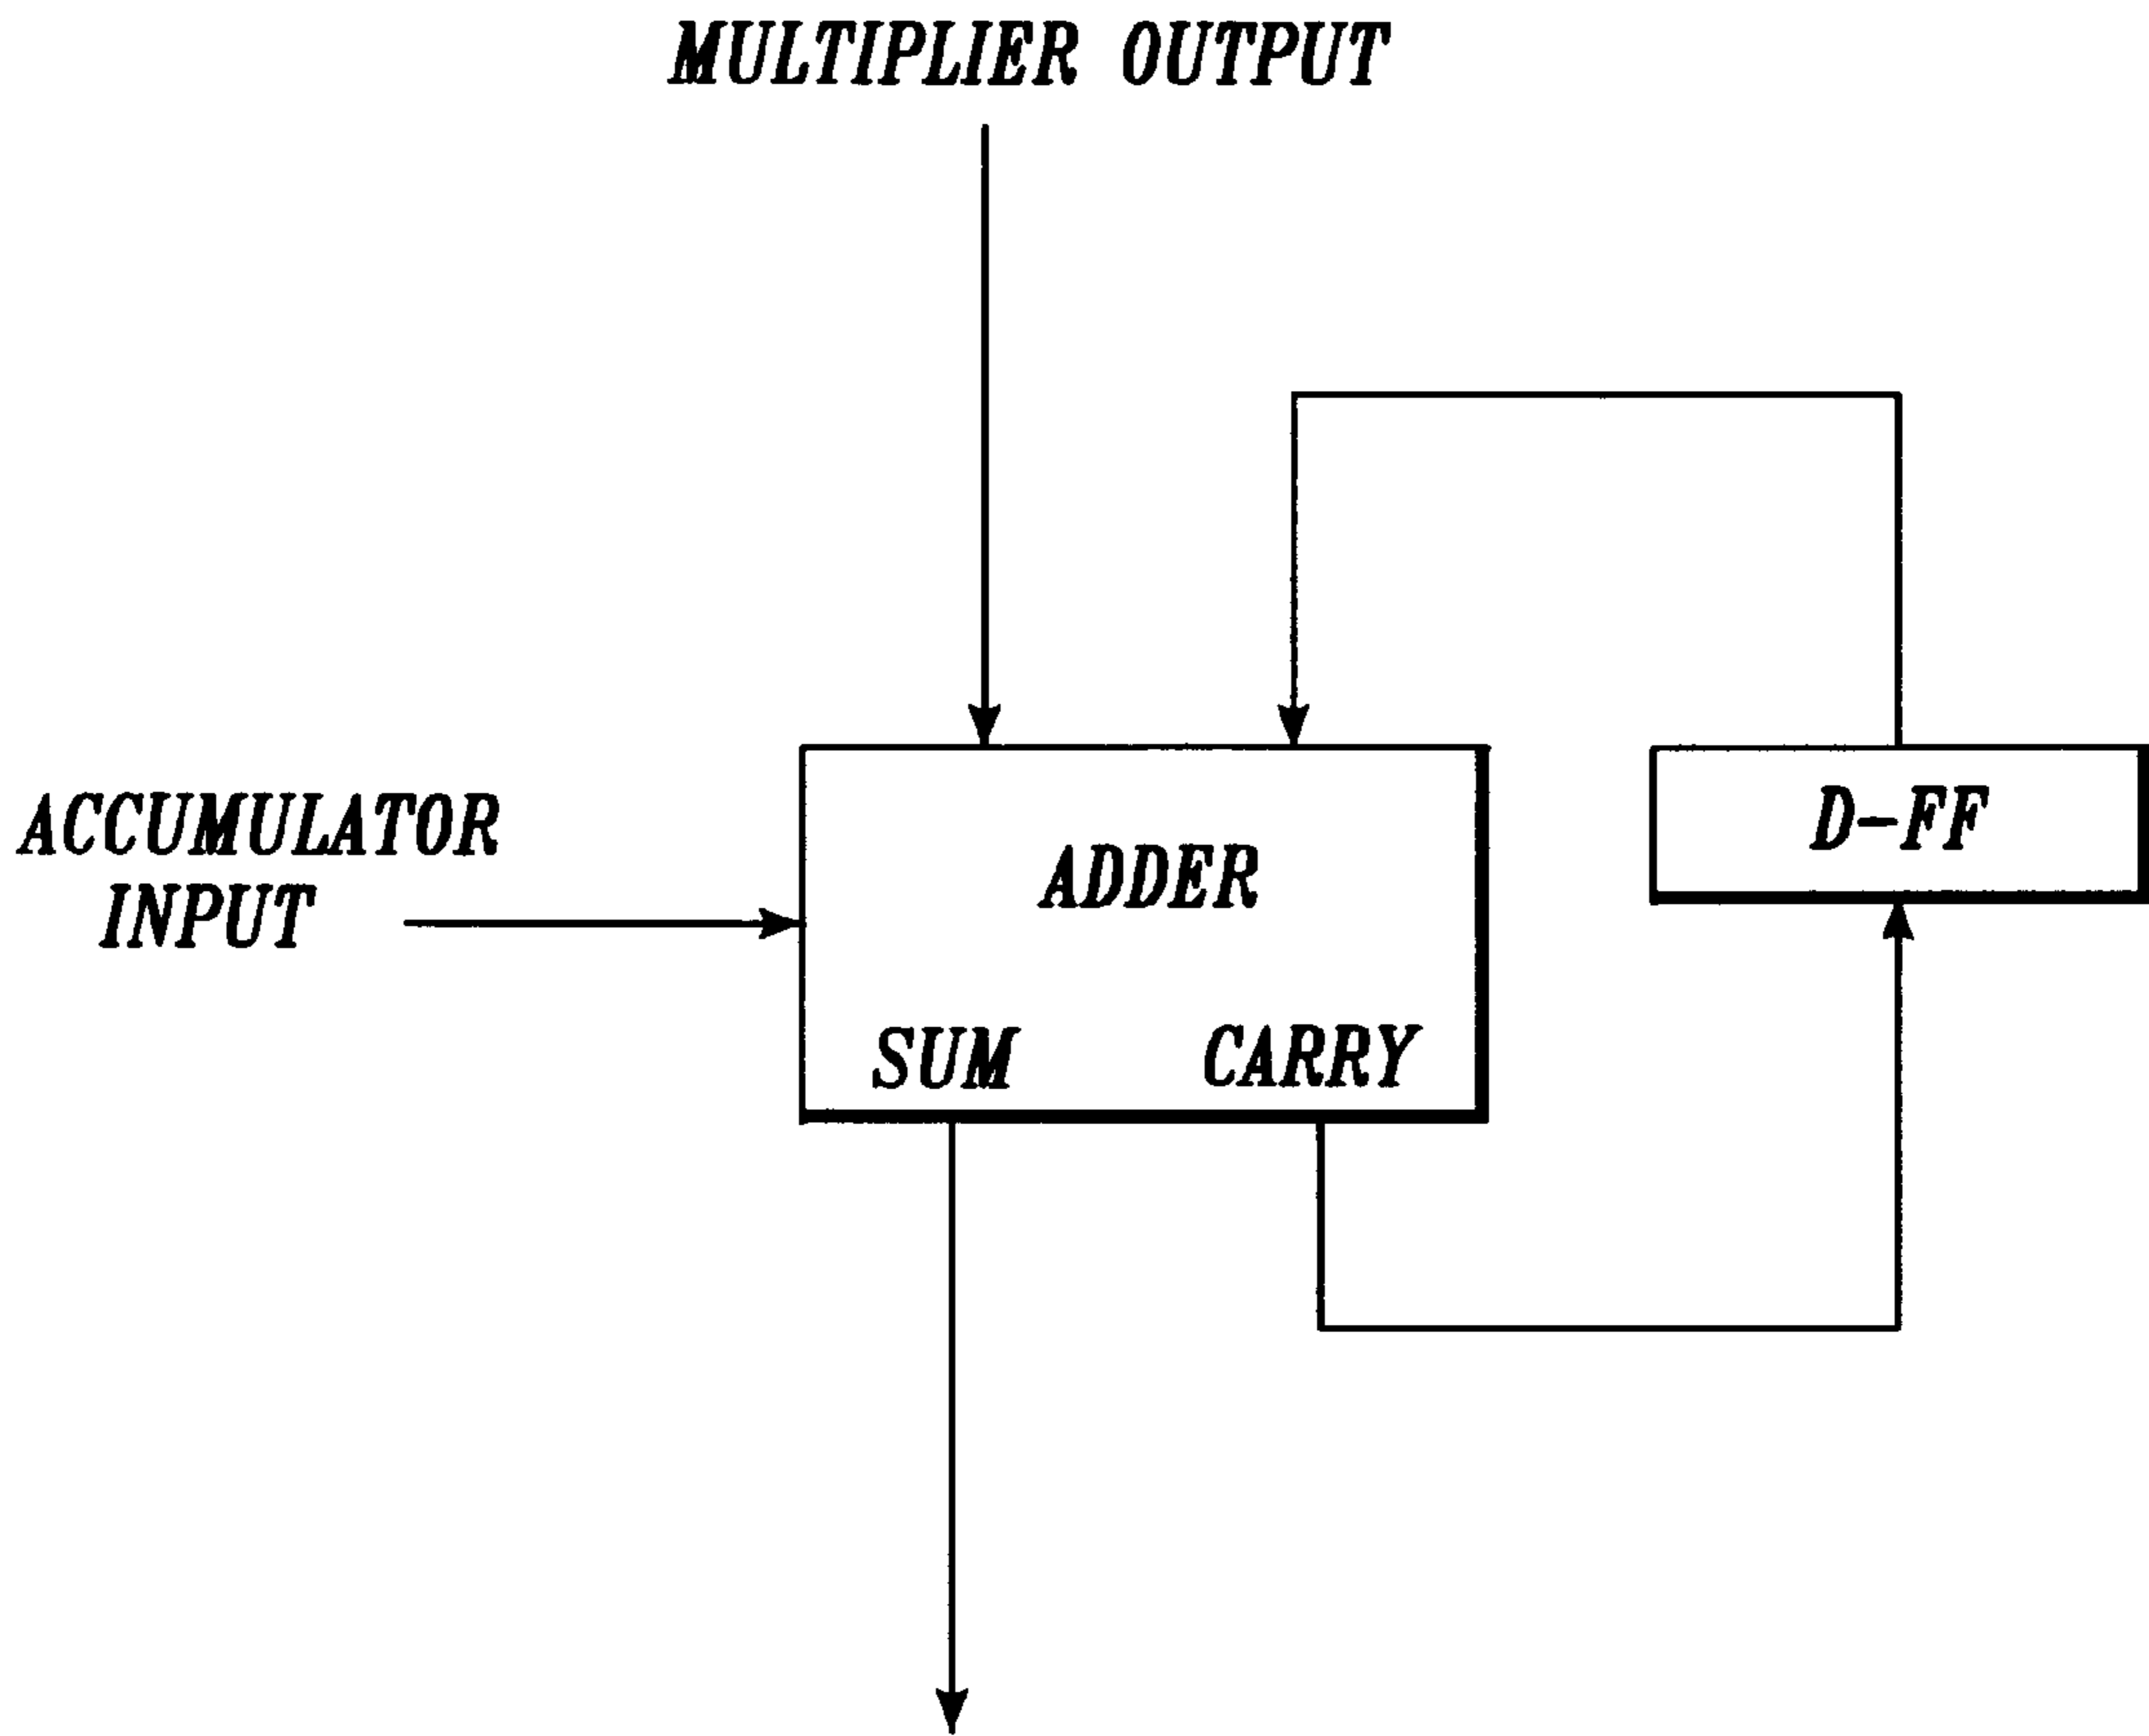 MULTIPLIER OUTPUT
ACCUMULATOR
INPUT
ADDER
D-FF
SUM
CARRY